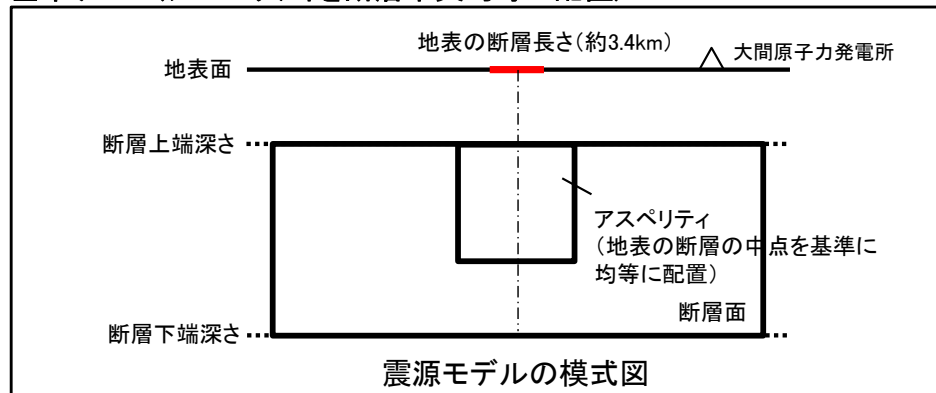 地表の断層長さ(約3.4km)
大間原子力発電所
地表面
断層上端深さ
アスペリティ
(地表の断層の中点を基準に
均等に配置)
断層面
断層下端深さ
震源モデルの模式図